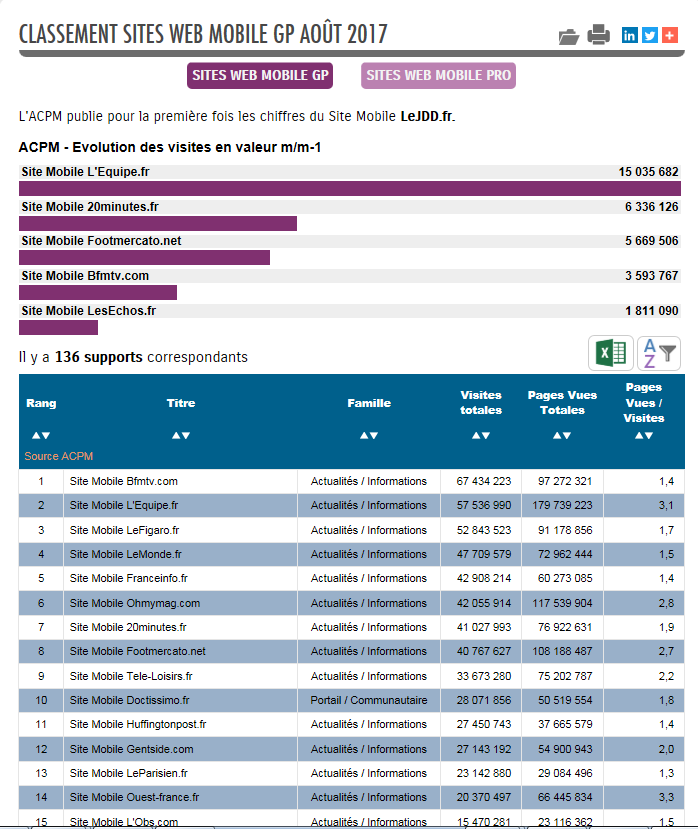 CLASSEMENT SITES WEB MOBILE GP AOÛT 2017
in
SITES WEB MOBILE GP SITES WEB MOBILE PRO
L'ACPM publie pour la première fois les chiffres du Site Mobile LeJDD.fr.
ACPM - Evolution des visites en valeur m/m-1
Site Mobile L'Equipe.fr 15 035 682
Site Mobile 20minutes.fr 6 336 126
Site Mobile Footmercato.net 5 669 506
Site Mobile Bfmtv.com 3 593 767
Site Mobile LesEchos.fr 1 811 090
Il y a 136 supports correspondants
A
Z
Rang Titre Famille Visites totales Pages Vues Totales Pages Vues / Visites
Source ACPM
1 Site Mobile Bfmtv.com Actualités / Informations 67 434 223 97 272 321 1,4
2 Site Mobile L'Equipe.fr Actualités / Informations 57 536 990 179 739 223 3,1
3 Site Mobile LeFigaro.fr Actualités / Informations 52 843 523 91 178 856 1,7
4 Site Mobile LeMonde.fr Actualités / Informations 47 709 579 72 962 444 1,5
5 Site Mobile Franceinfo.fr Actualités / Informations 42 908 214 60 273 085 1,4
6 Site Mobile Ohmymag.com Actualités / Informations 42 055 914 117 539 904 2,8
7 Site Mobile 20minutes.fr Actualités / Informations 41 027 993 76 922 631 1,9
8 Site Mobile Footmercato.net Actualités / Informations 40 767 627 108 188 487 2,7
9 Site Mobile Tele-Loisirs.fr Actualités / Informations 33 673 280 75 202 787 2,2
10 Site Mobile Doctissimo.fr Portail / Communautaire 28 071 856 50 519 554 1,8
11 Site Mobile Huffingtonpost.fr Actualités / Informations 27 450 743 37 665 579 1,4
12 Site Mobile Gentside.com Actualités / Informations 27 143 192 54 900 943 2,0
13 Site Mobile LeParisien.fr Actualités / Informations 23 142 880 29 084 496 1,3
14 Site Mobile Ouest-france.fr Actualités / Informations 20 370 497 66 445 834 3,3
15 Site Mobile L'Obs.com Actualités / Informations 15 470 281 23 116 362 1,5